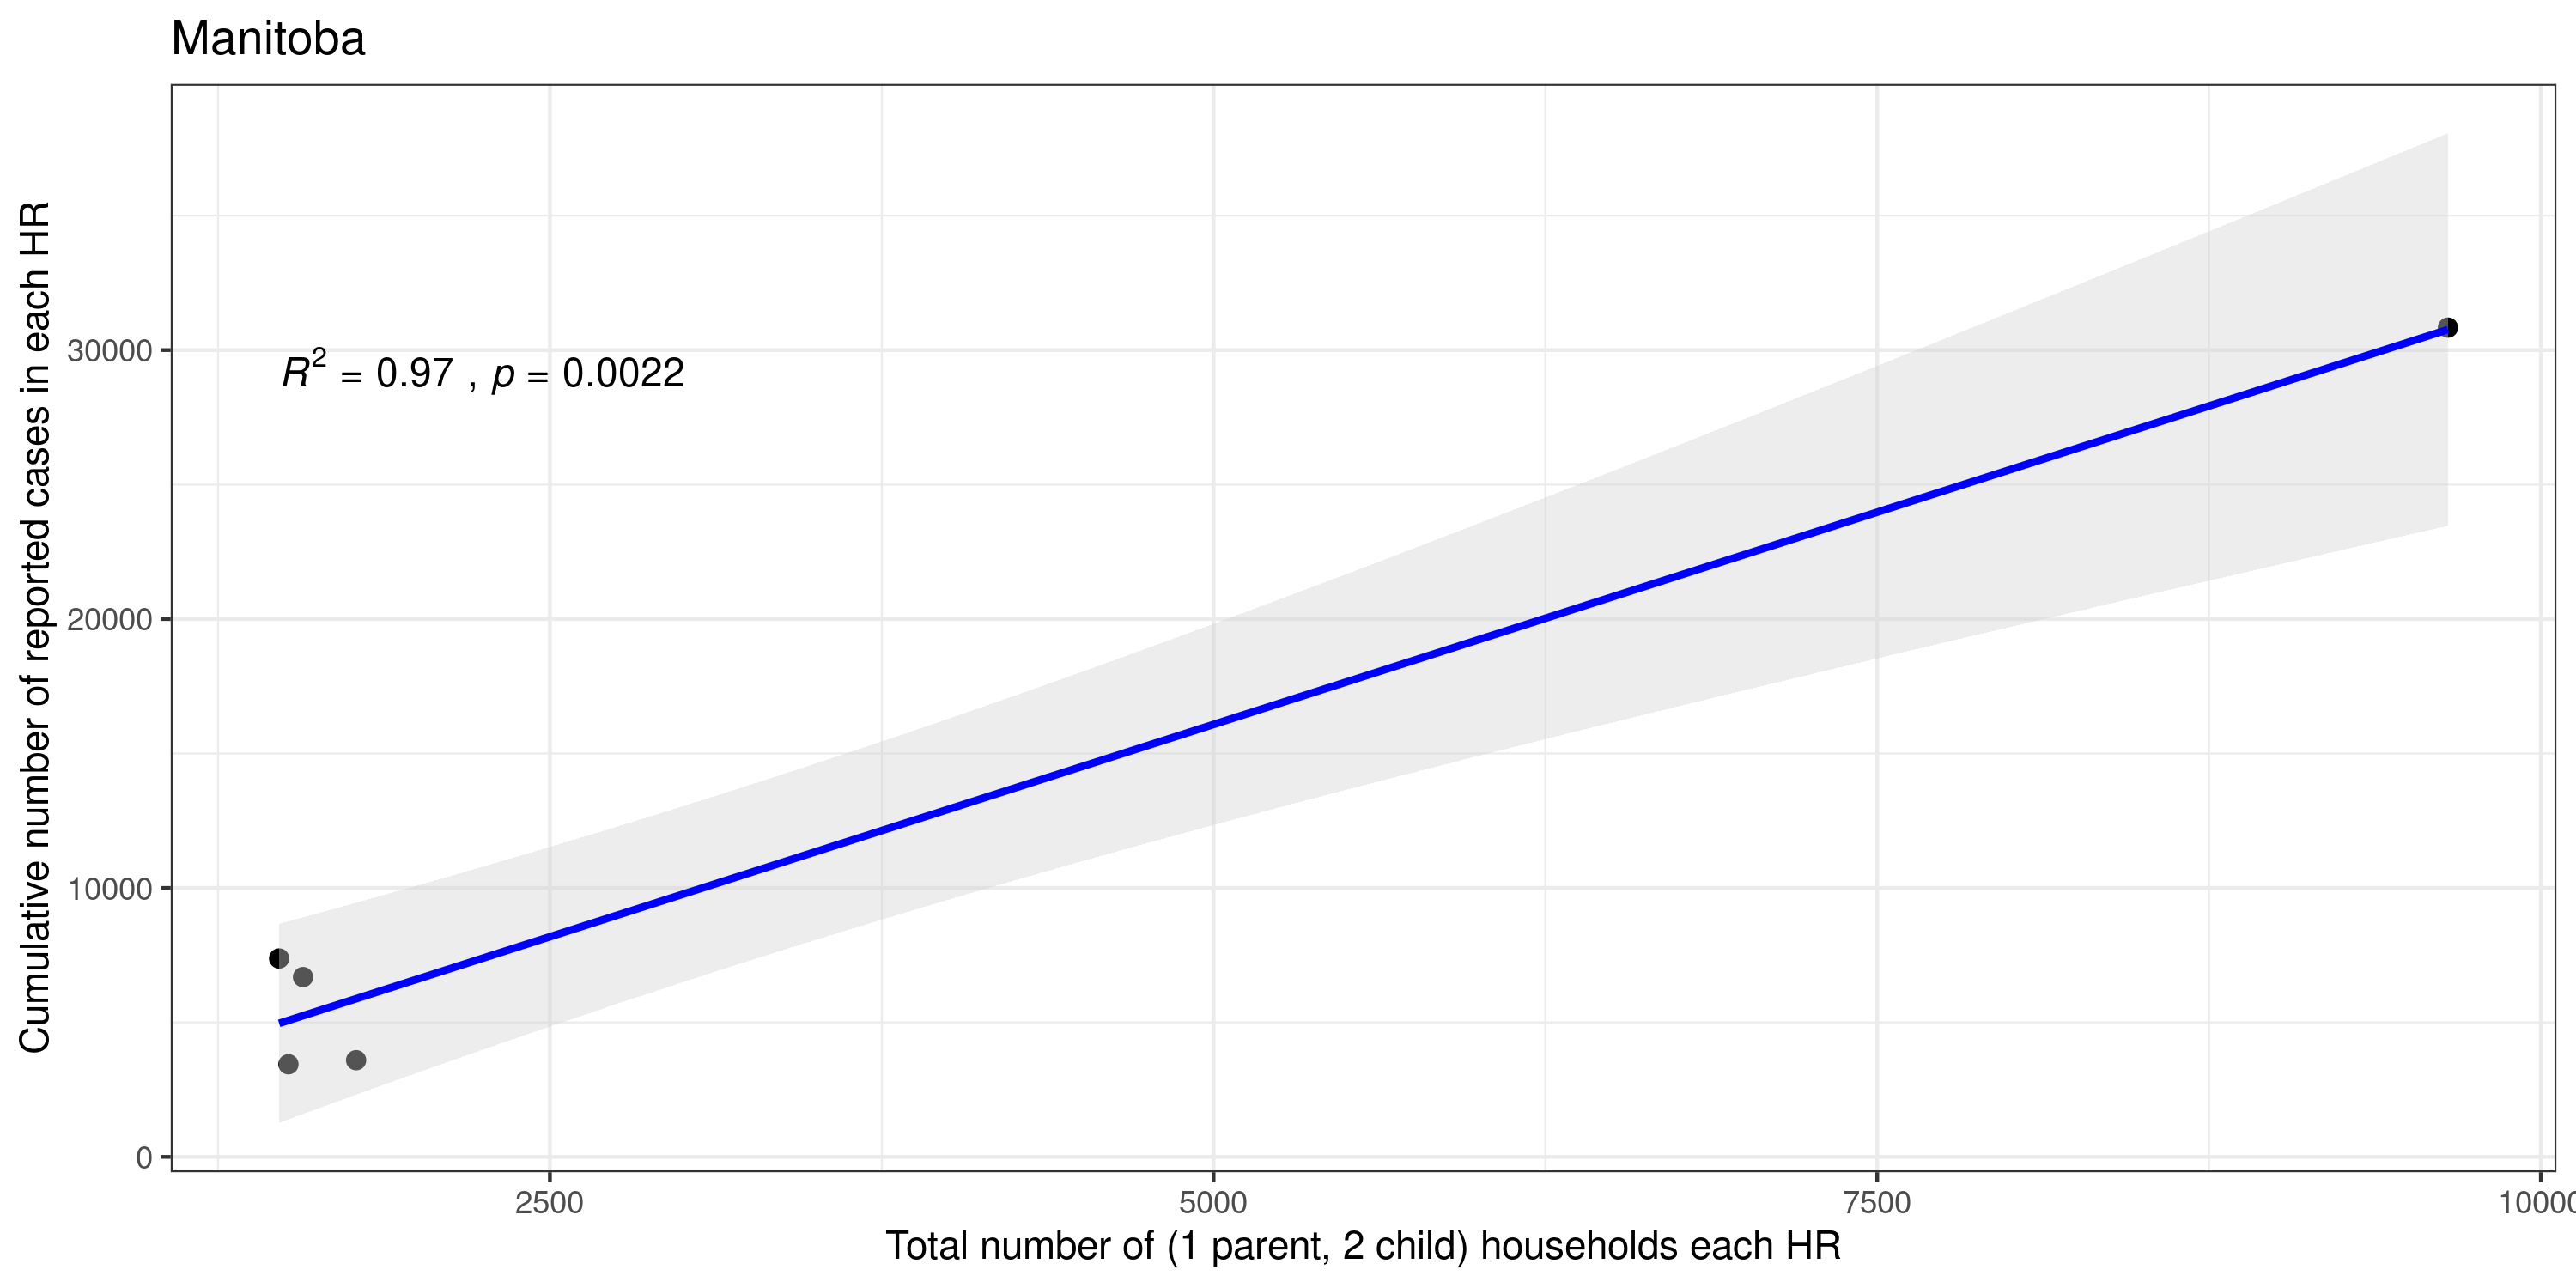 Manitoba
Cumulative number of reported cases in each HR
30000
20000
10000
0
R² = 0.97 , p = 0.0022
2500
5000
7500
10000
Total number of (1 parent, 2 child) households each HR